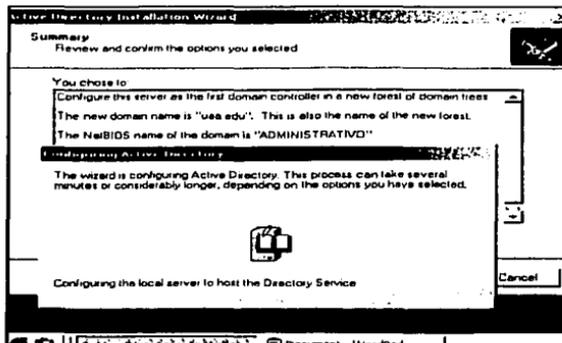 Active Directory Installation Wizard
Summary
Review and confirm the options you selected
You chose to:
Configure this server as the first domain controller in a new forest of domain trees
The new domain name is "usa.edu". This is also the name of the new forest.
The NetBIOS name of the domain is "ADMINISTRATIVO"
Configuring Active Directory
The wizard is configuring Active Directory. This process can take several
minutes or considerably longer, depending on the options you have selected.
Configuring the local server to host the Directory Service
Cancel